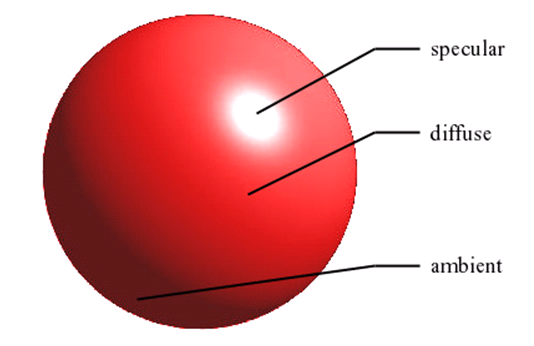 specular
diffuse
ambient